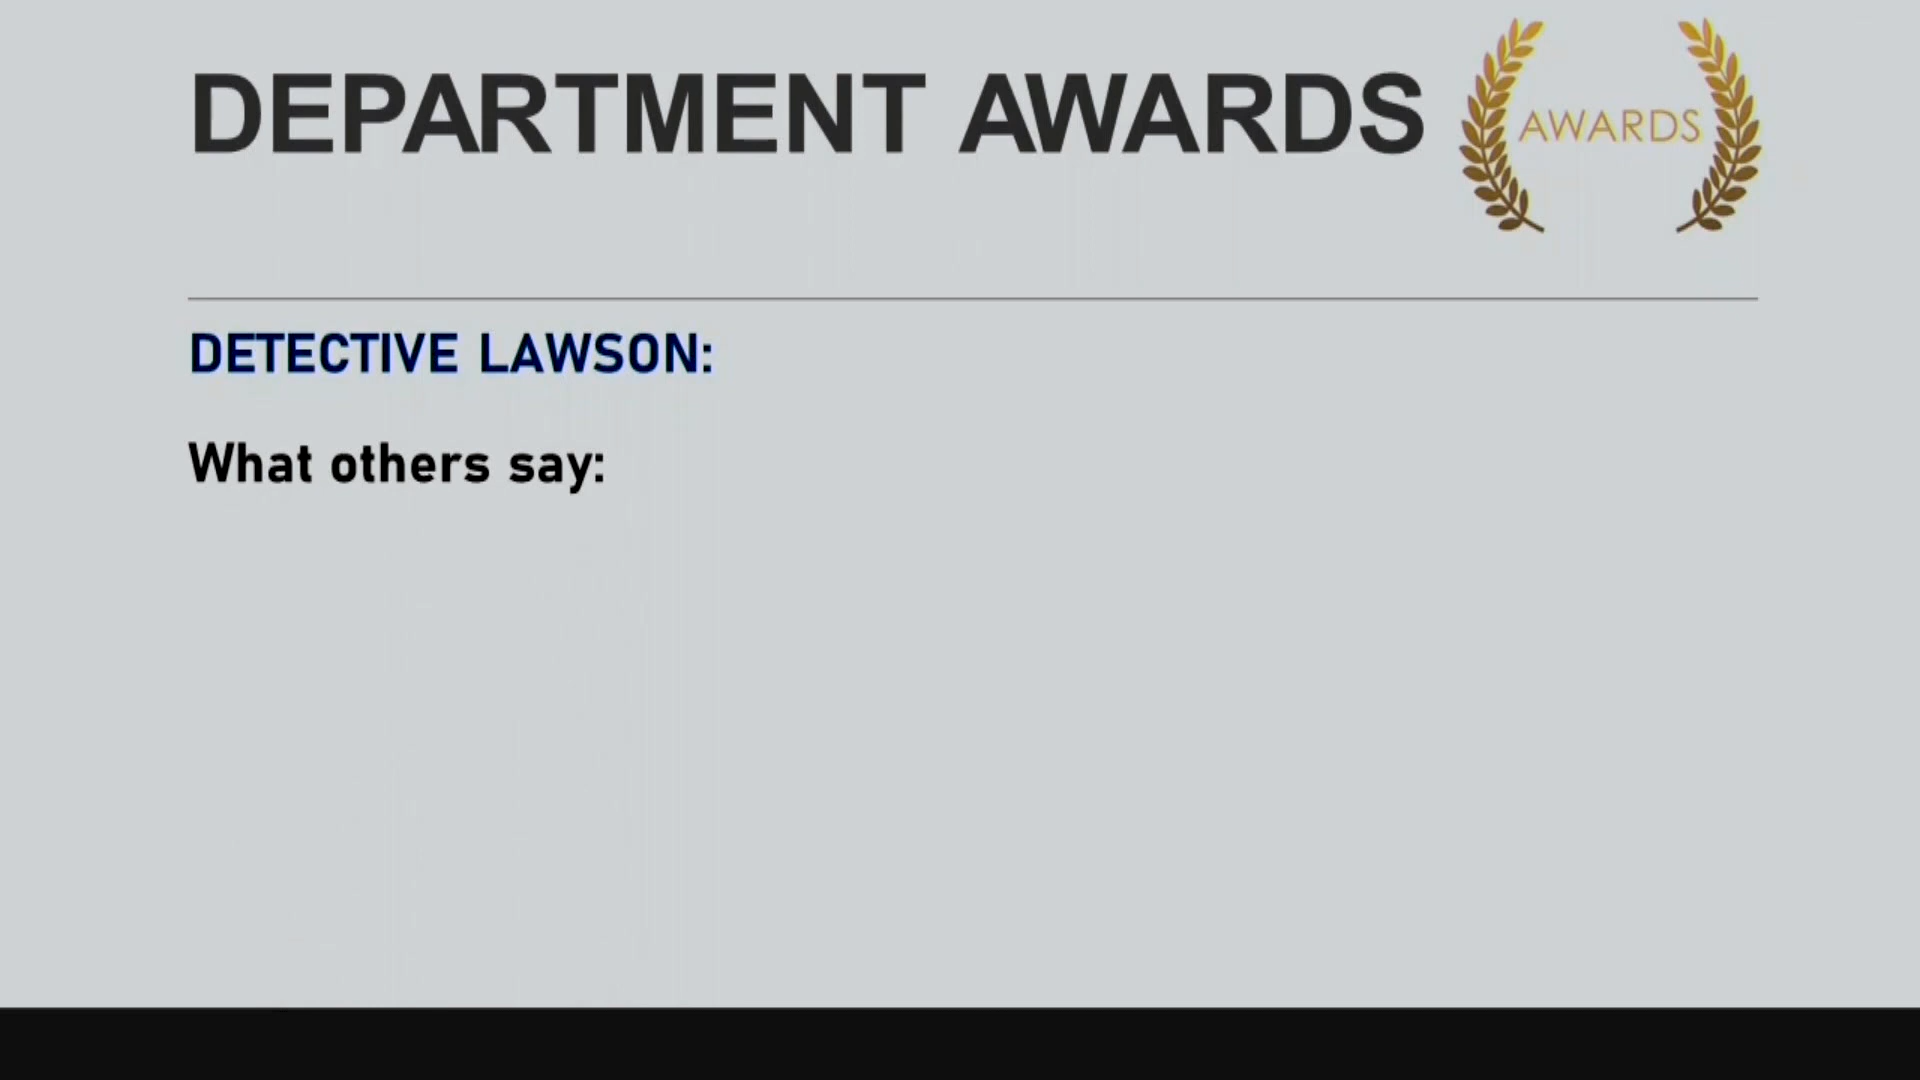 DEPARTMENT AWARDS
AWARDS
DETECTIVE LAWSON:
What others say: